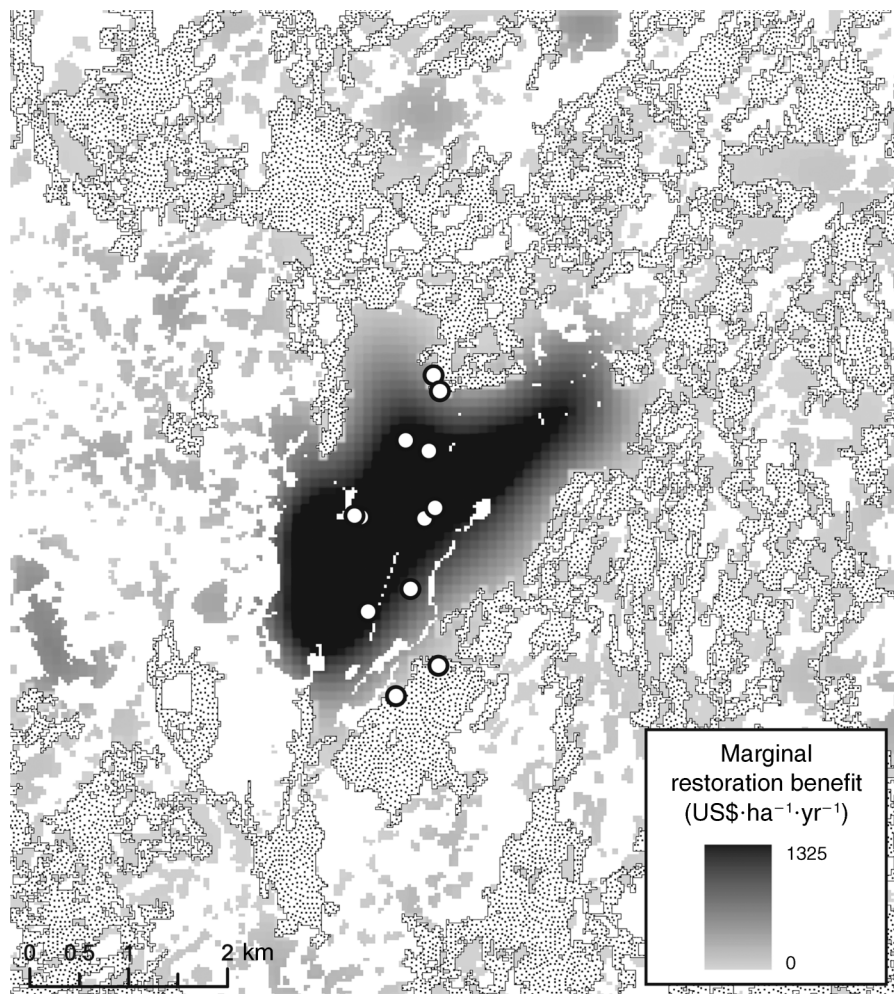 Marginal
restoration benefit
(US$·ha⁻¹·yr⁻¹)
1325
0
0 0.5 1 2 km